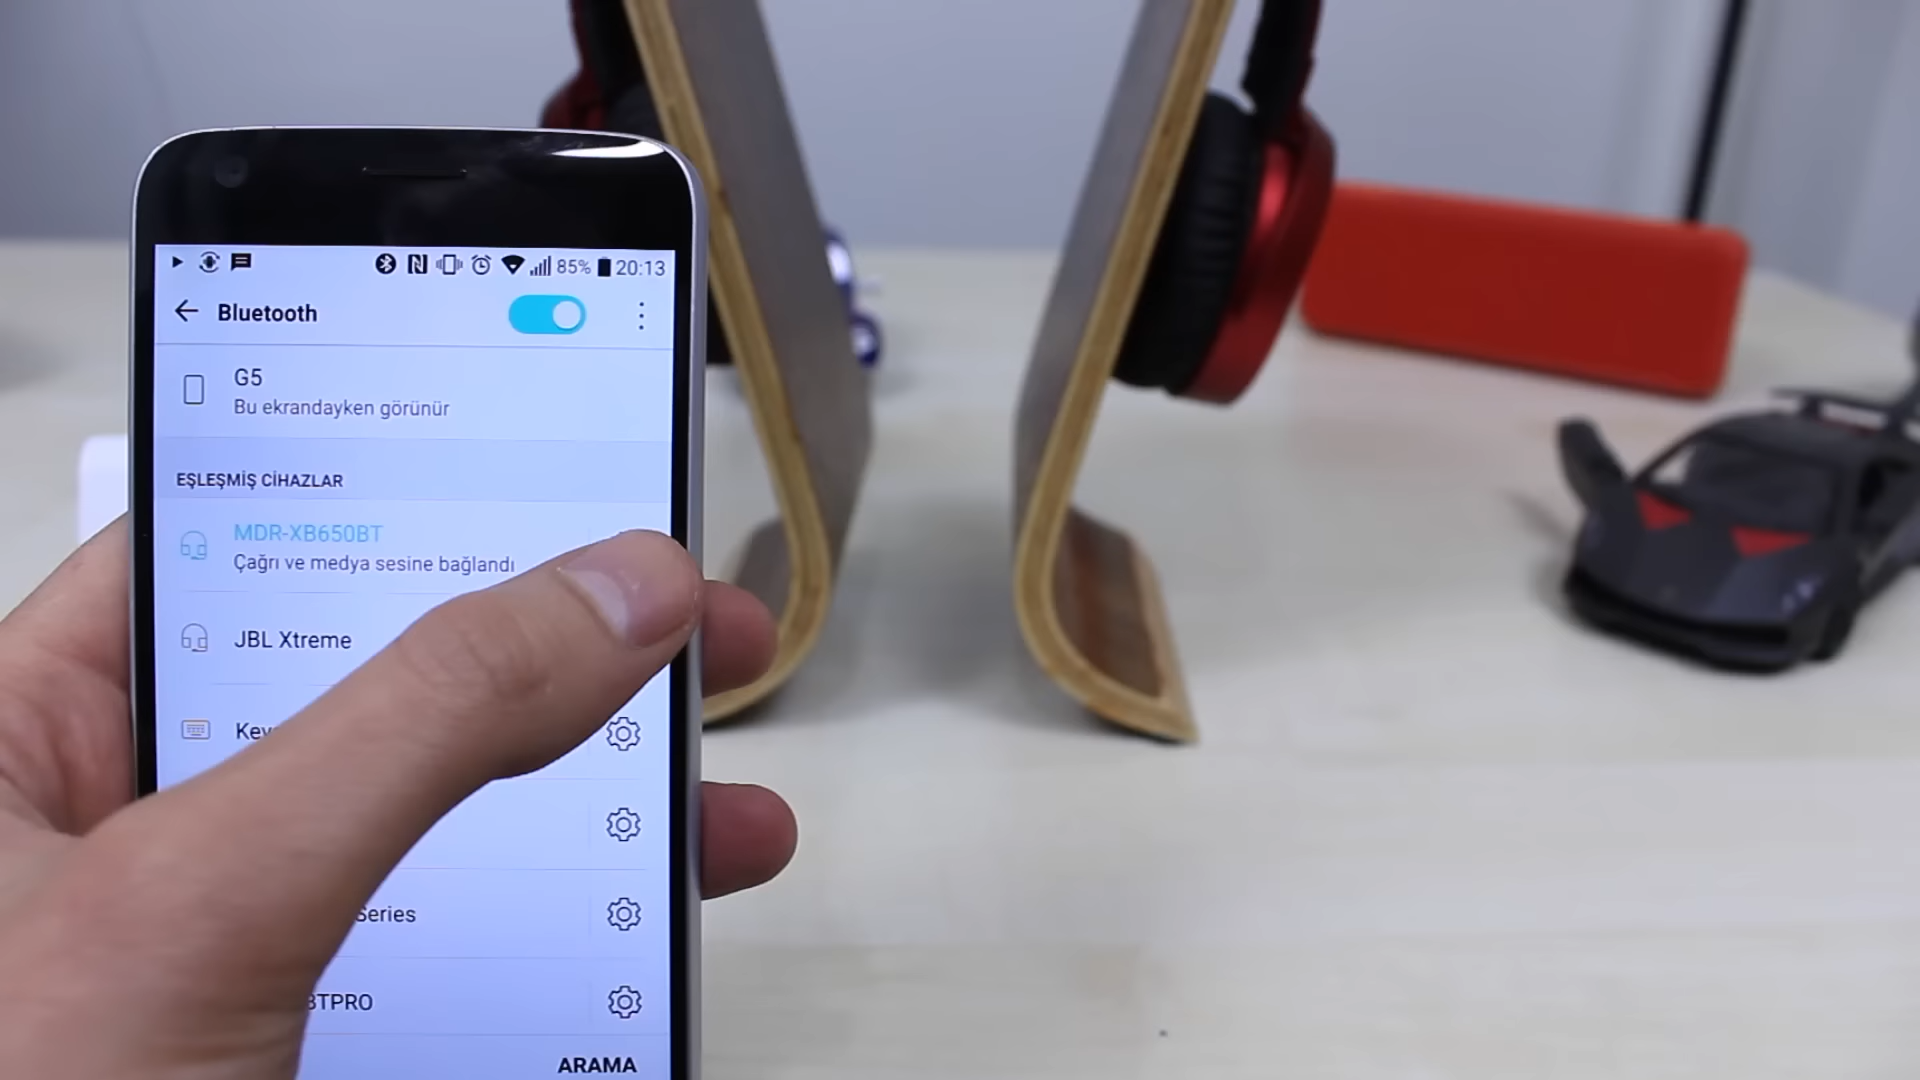 85% 20:13
Bluetooth
G5
Bu ekrandayken görünür
EŞLEŞMİŞ CİHAZLAR
MDR-XB650BT
Çağrı ve medya sesine bağlandı
JBL Xtreme
Series
BTPRO
ARAMA